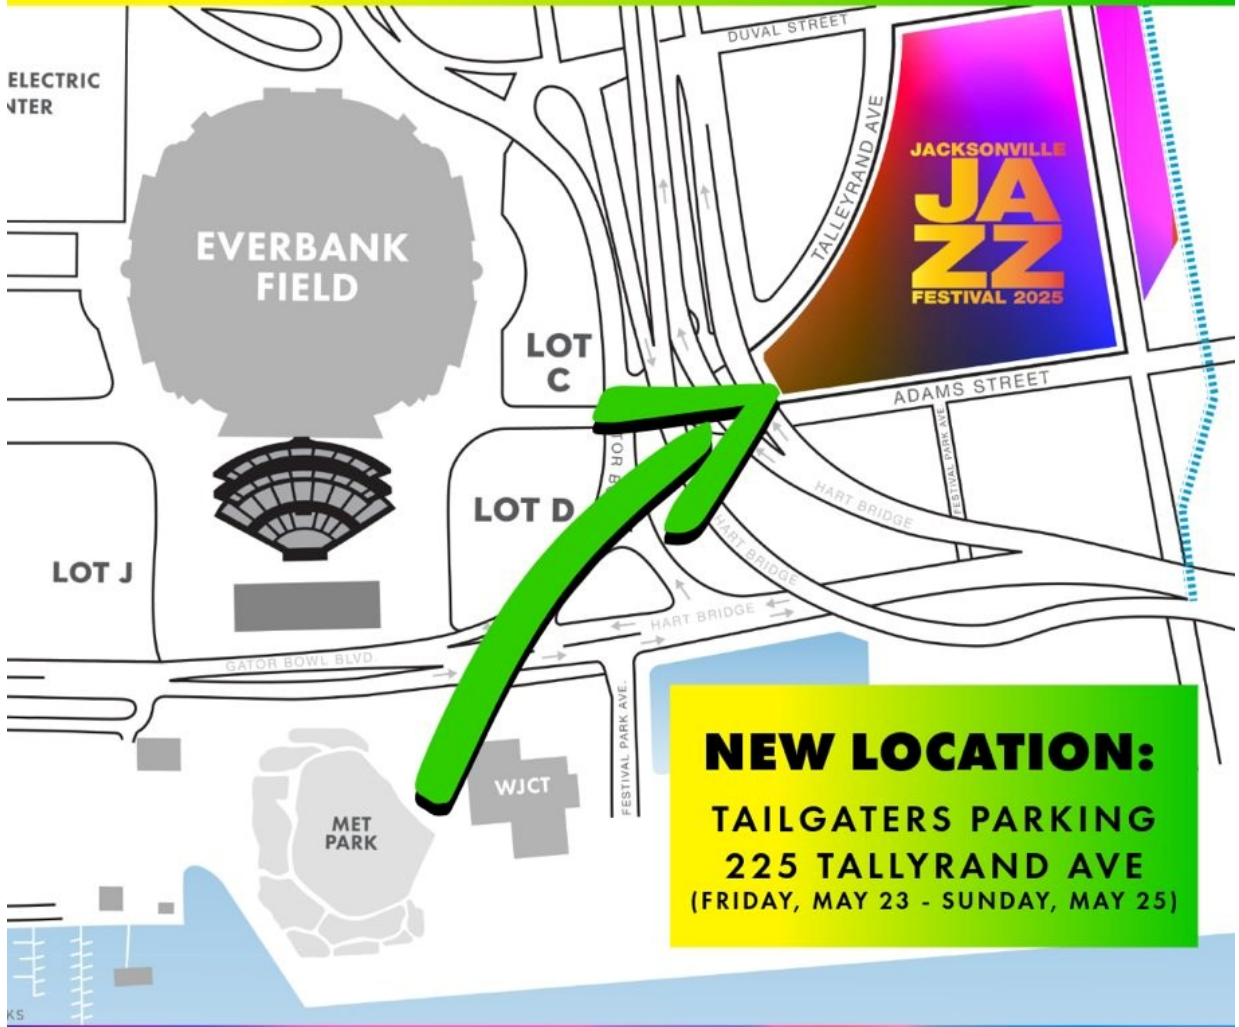 DUVAL STREET
ELECTRIC
NTER
TALLEYRAND AVE
JACKSONVILLE
JA
ZZ
FESTIVAL 2025
EVERBANK
FIELD
LOT
C
ADAMS STREET
TOR B
FESTIVAL PARK AVE
LOT D
HART BRIDGE
HART BRIDGE
LOT J
HART BRIDGE
GATOR BOWL BLVD
FESTIVAL PARK AVE.
NEW LOCATION:
WJCT
TAILGATERS PARKING
MET
PARK
225 TALLYRAND AVE
(FRIDAY, MAY 23 - SUNDAY, MAY 25)
KS